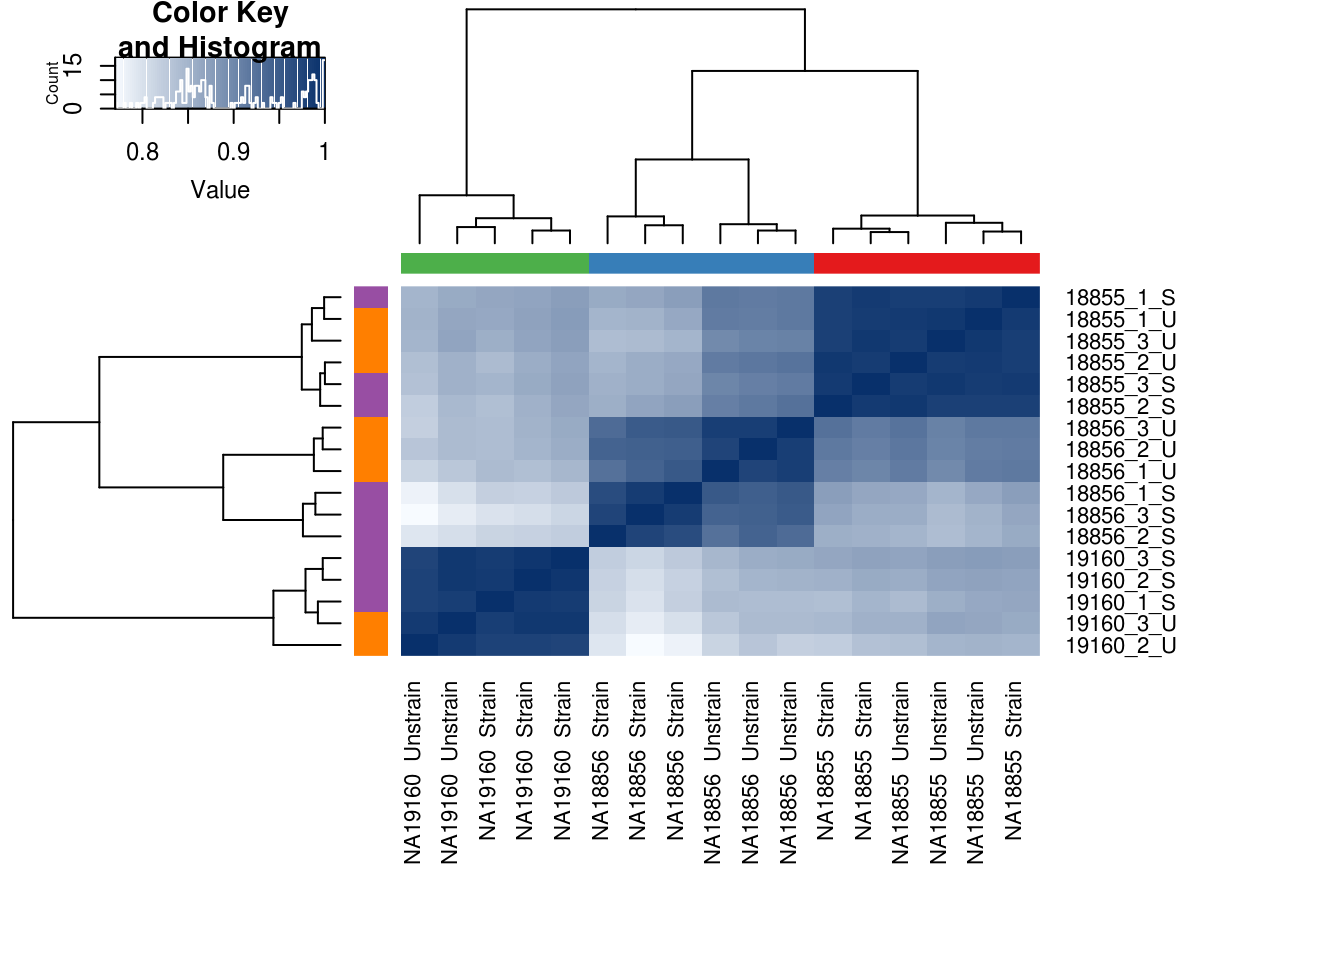 Color Key
and Histogram
Count
0 15
0.8 0.9 1
Value
18855_1_S
18855_1_U
18855_3_U
18855_2_U
18855_3_S
18855_2_S
18856_3_U
18856_2_U
18856_1_U
18856_1_S
18856_3_S
18856_2_S
19160_3_S
19160_2_S
19160_1_S
19160_3_U
19160_2_U
NA19160 Unstrain
NA19160 Unstrain
NA19160 Strain
NA19160 Strain
NA19160 Strain
NA18856 Strain
NA18856 Strain
NA18856 Strain
NA18856 Unstrain
NA18856 Unstrain
NA18856 Unstrain
NA18855 Strain
NA18855 Strain
NA18855 Unstrain
NA18855 Unstrain
NA18855 Unstrain
NA18855 Strain